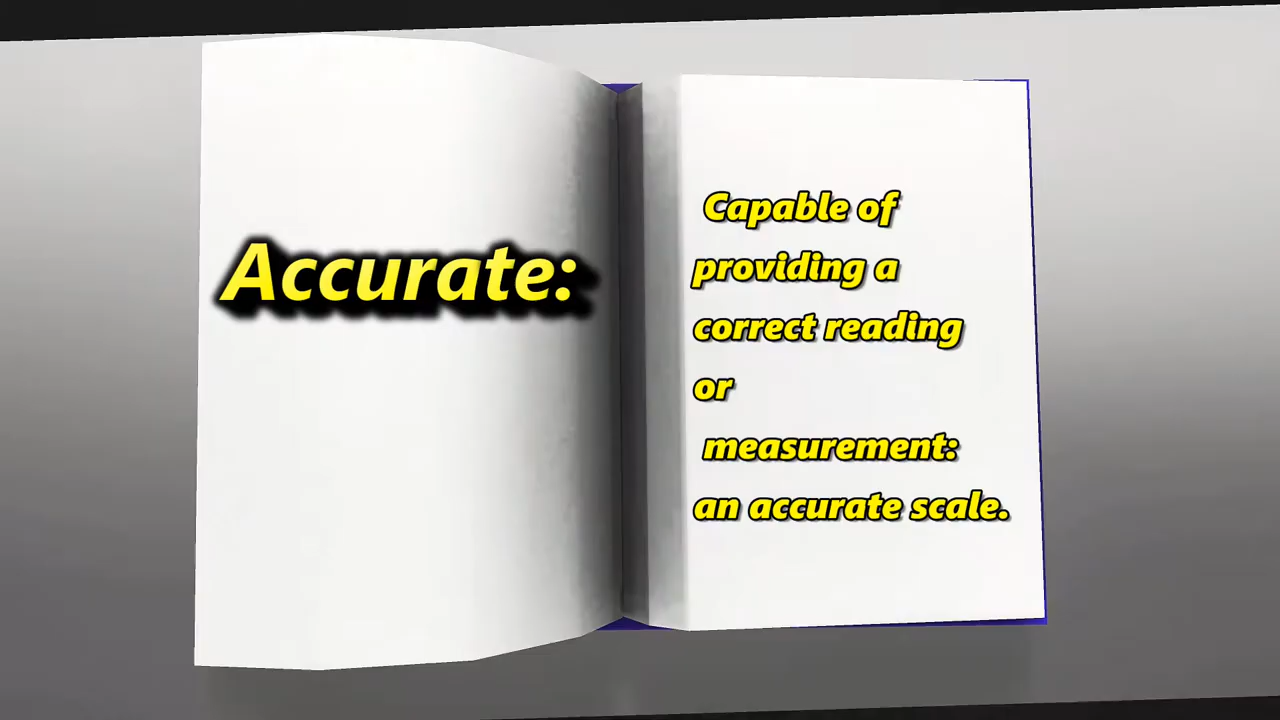 Accurate:
Capable of
providing a
correct reading
or
measurement:
an accurate scale.